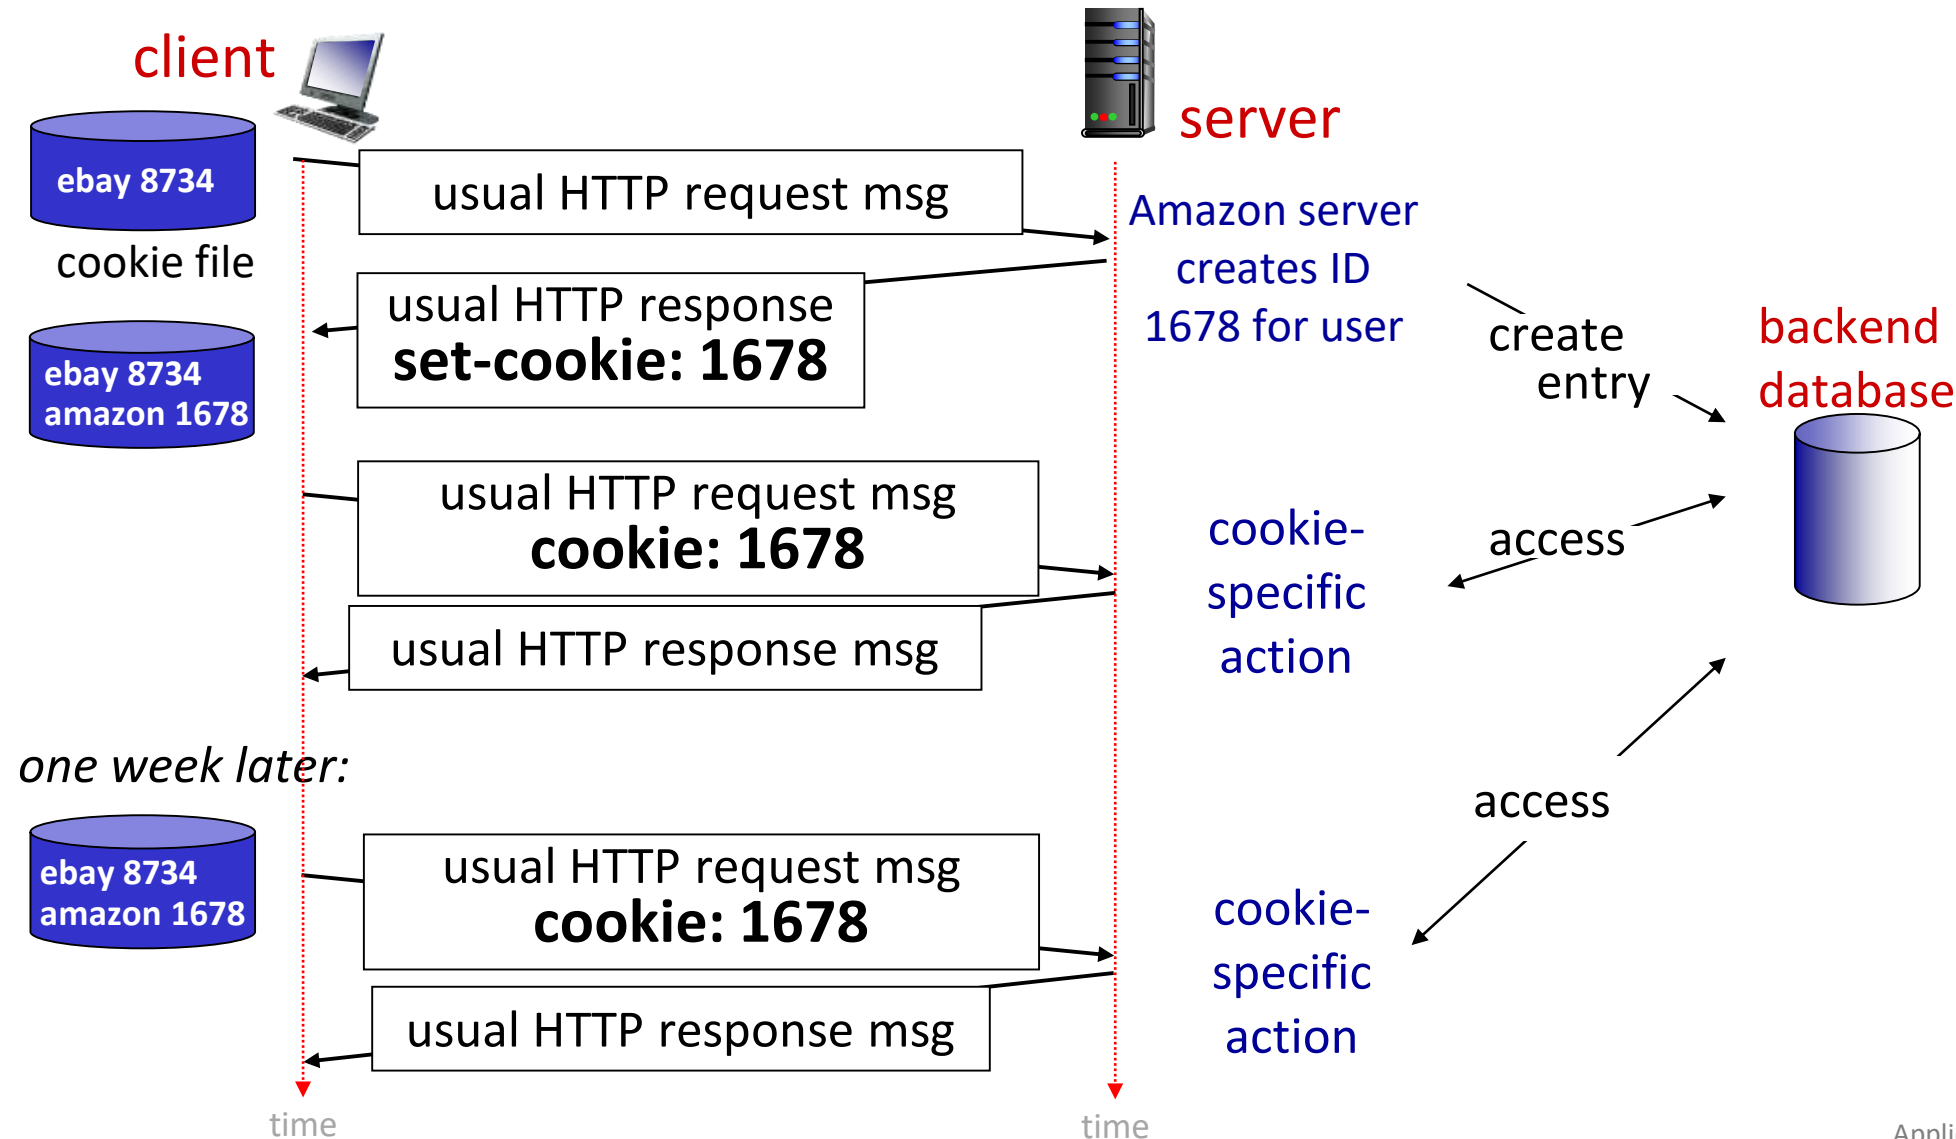 client
server
ebay 8734
cookie file
usual HTTP request msg
Amazon server
creates ID
1678 for user
usual HTTP response
set-cookie: 1678
create
entry
backend
database
ebay 8734
amazon 1678
usual HTTP request msg
cookie: 1678
cookie-
specific
action
access
usual HTTP response msg
one week later:
access
ebay 8734
amazon 1678
usual HTTP request msg
cookie: 1678
cookie-
specific
action
usual HTTP response msg
time
time
Appli